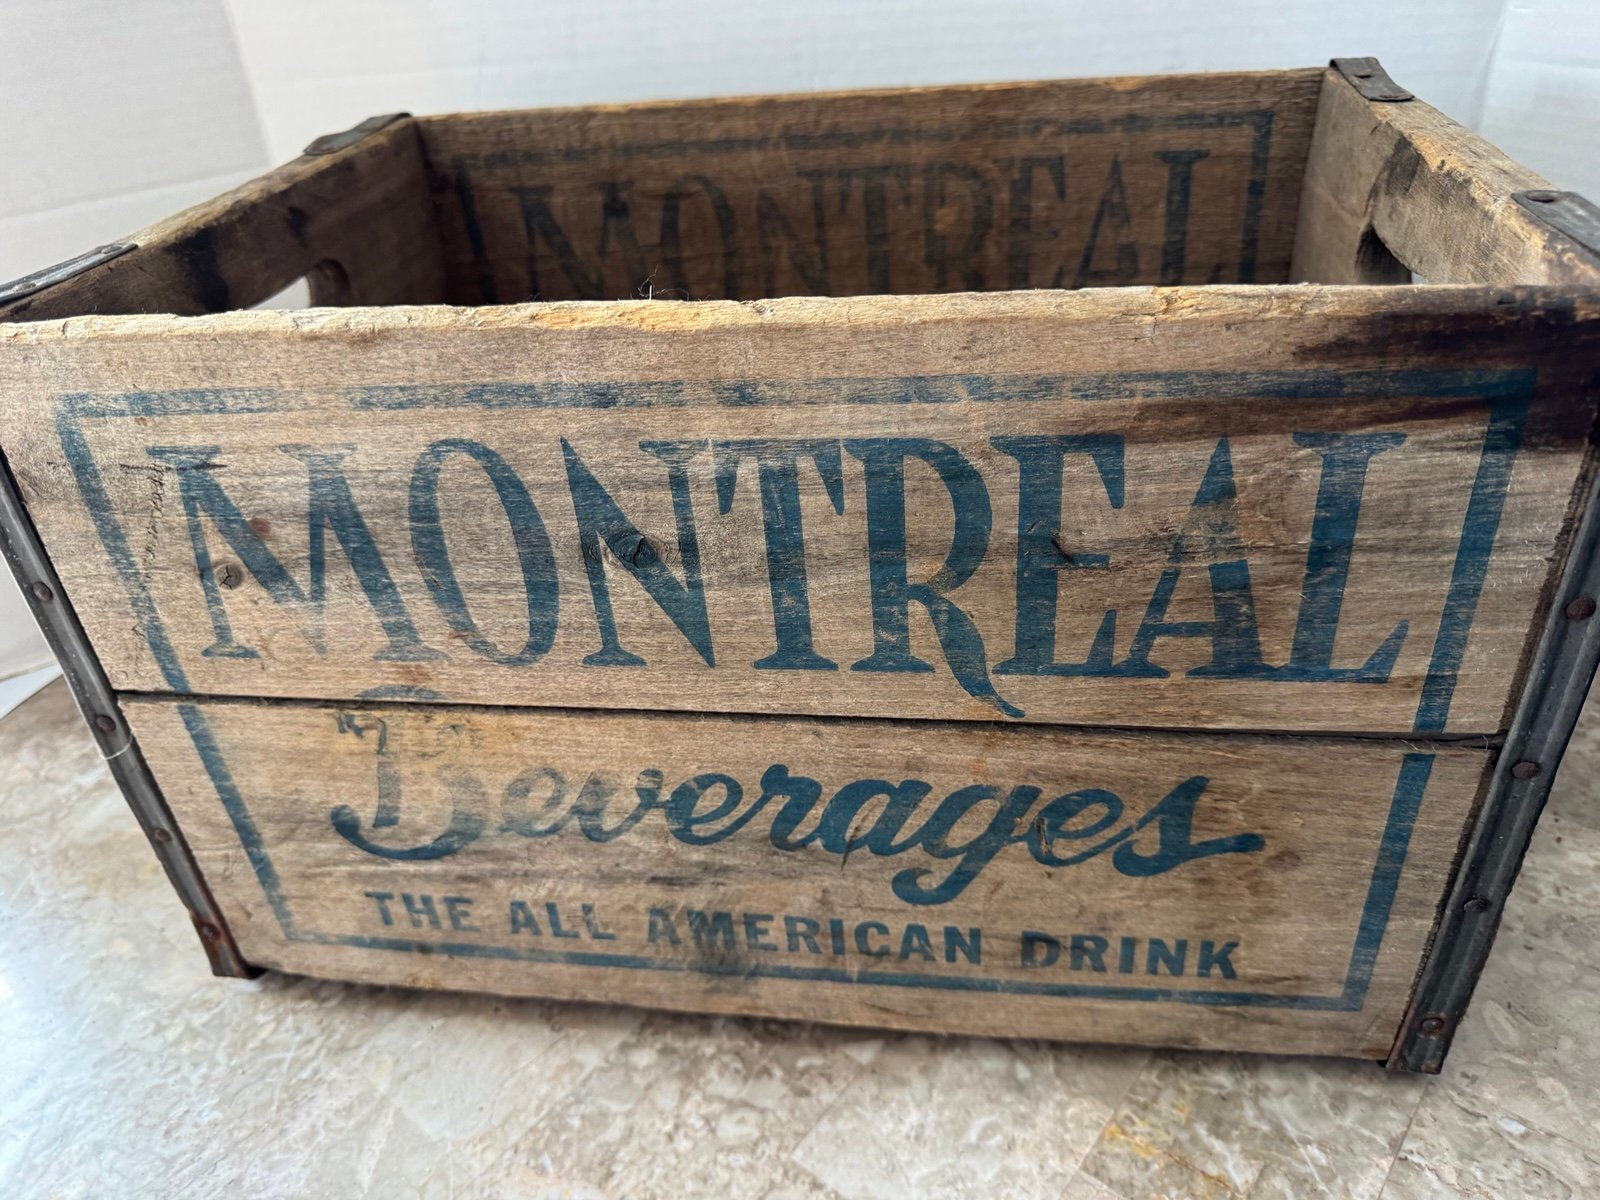 MONTREAL
MONTREAL
Beverages
THE ALL AMERICAN DRINK